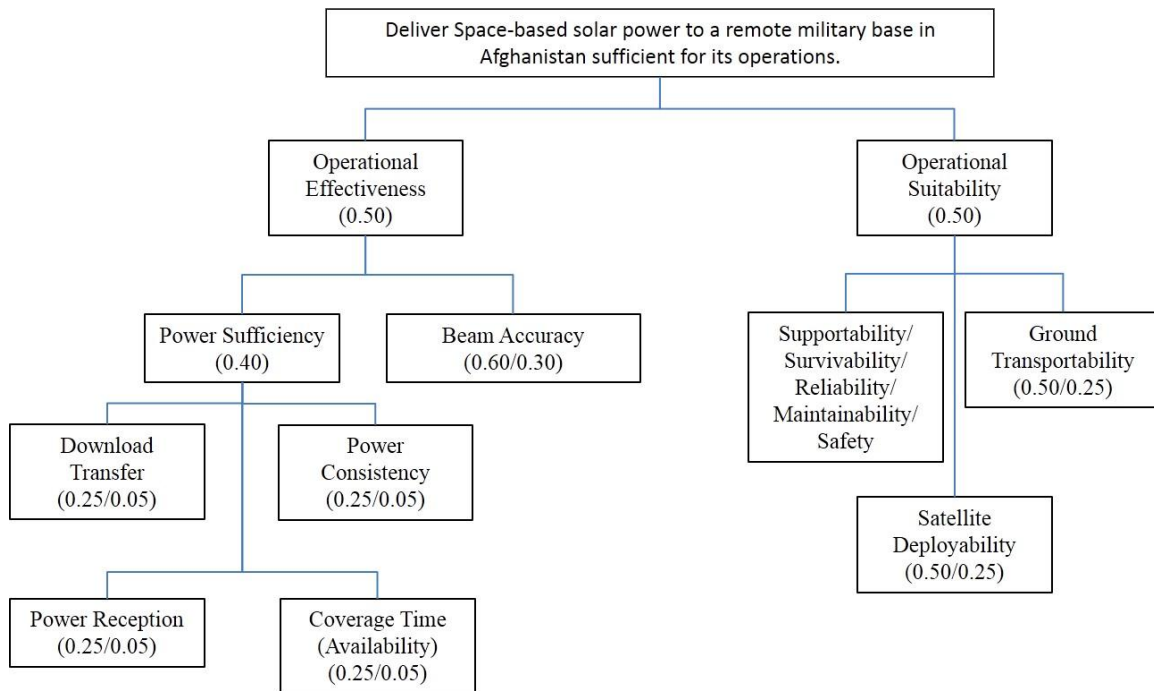 Deliver Space-based solar power to a remote military base in
Afghanistan sufficient for its operations.
Operational
Effectiveness
(0.50)
Operational
Suitability
(0.50)
Power Sufficiency
(0.40)
Beam Accuracy
(0.60/0.30)
Supportability/
Survivability/
Reliability/
Maintainability/
Safety
Ground
Transportability
(0.50/0.25)
Download
Transfer
(0.25/0.05)
Power
Consistency
(0.25/0.05)
Satellite
Deployability
(0.50/0.25)
Power Reception
(0.25/0.05)
Coverage Time
(Availability)
(0.25/0.05)